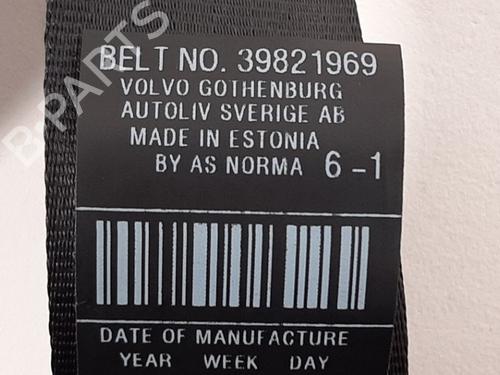 BELT NO. 39821969
VOLVO GOTHENBURG
AUTOLIV SVERIGE AB
MADE IN ESTONIA
BY AS NORMA 6-1
DATE OF MANUFACTURE
YEAR WEEK DAY
B-PARTS